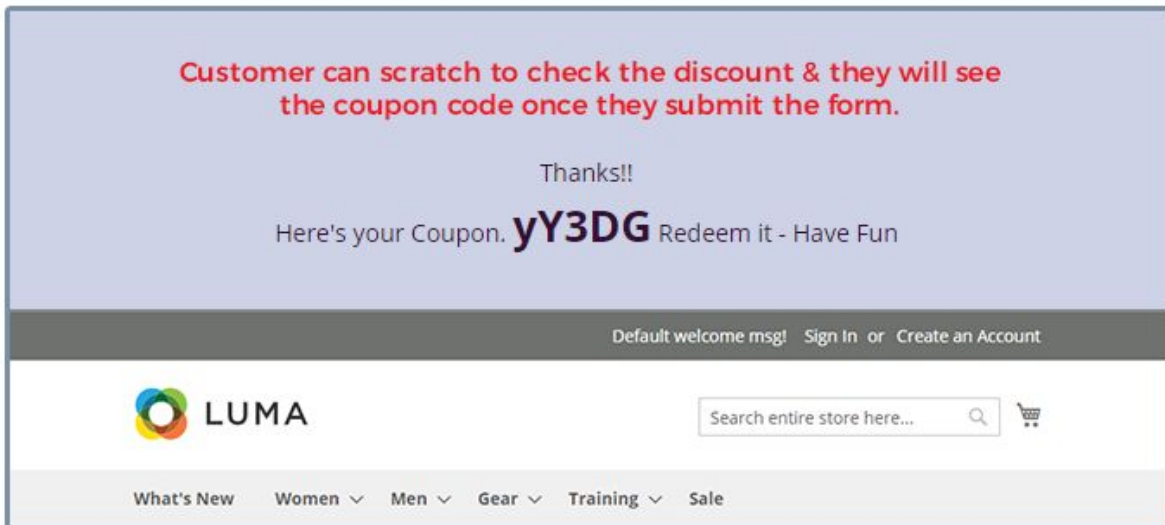 Customer can scratch to check the discount & they will see
the coupon code once they submit the form.
Thanks!!
Here's your Coupon. yY3DG Redeem it - Have Fun
Default welcome msg! Sign In or Create an Account
LUMA
Search entire store here...
What's New Women Men Gear Training Sale